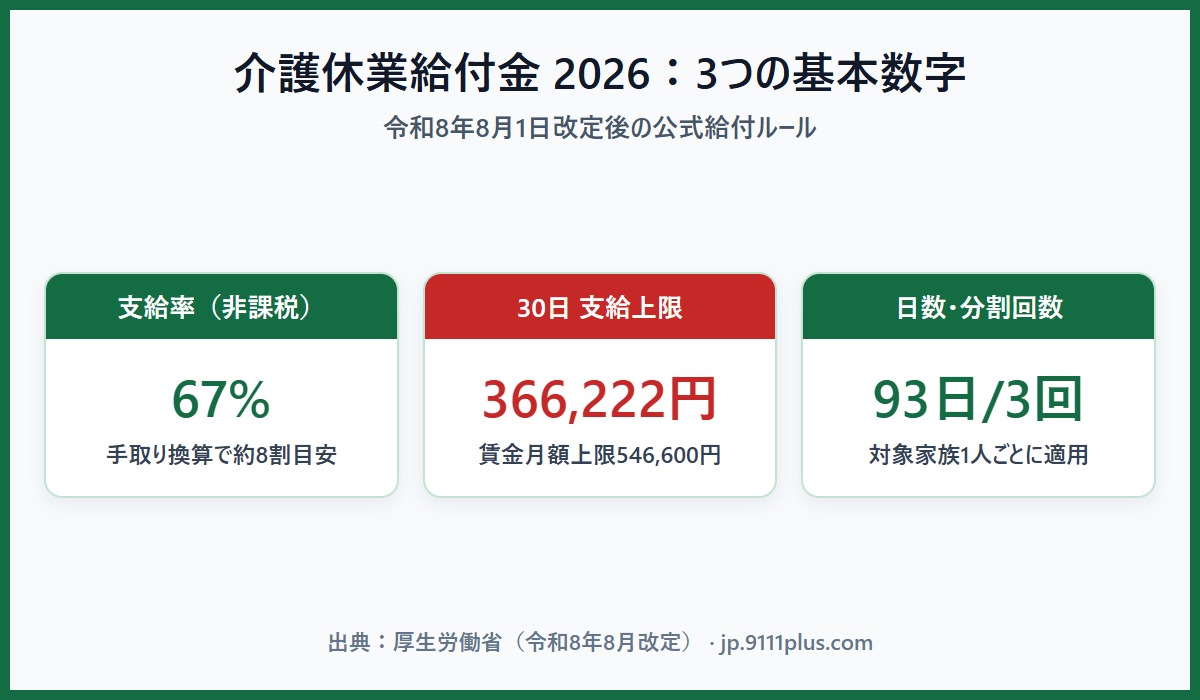 介護休業給付金 2026：3つの基本数字
令和8年8月1日改定後の公式給付ルール
支給率（非課税）
67%
手取り換算で約8割目安
30日 支給上限
366,222円
賃金月額上限546,600円
日数・分割回数
93日/3回
対象家族1人ごとに適用
出典：厚生労働省（令和8年8月改定）· jp.9111plus.com